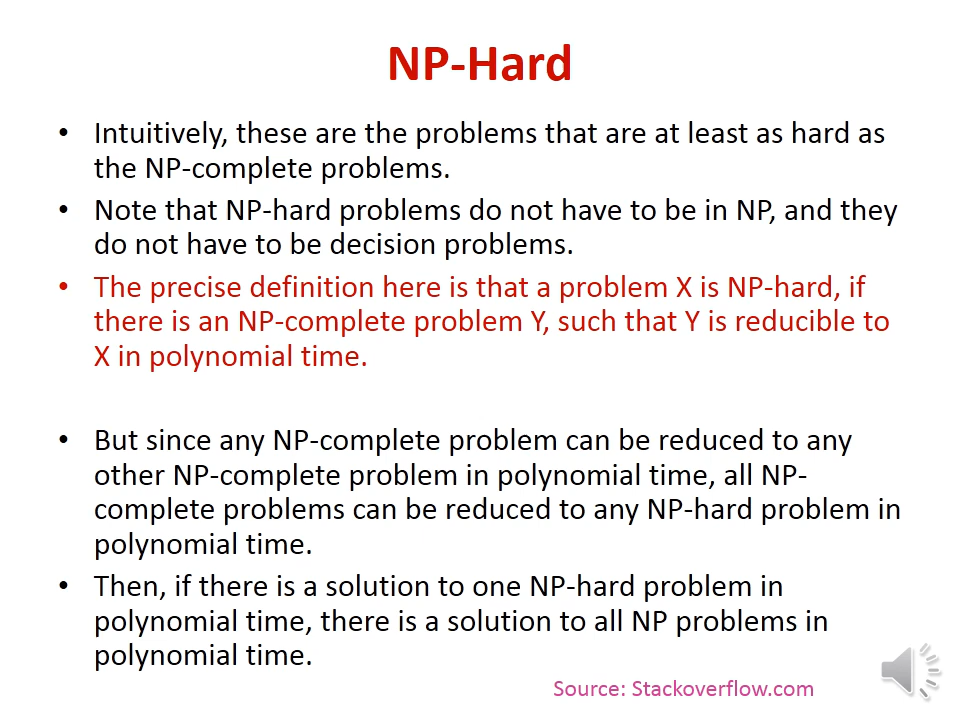 NP-Hard
• Intuitively, these are the problems that are at least as hard as
the NP-complete problems.
• Note that NP-hard problems do not have to be in NP, and they
do not have to be decision problems.
• The precise definition here is that a problem X is NP-hard, if
there is an NP-complete problem Y, such that Y is reducible to
X in polynomial time.
• But since any NP-complete problem can be reduced to any
other NP-complete problem in polynomial time, all NP-
complete problems can be reduced to any NP-hard problem in
polynomial time.
• Then, if there is a solution to one NP-hard problem in
polynomial time, there is a solution to all NP problems in
polynomial time.
Source: Stackoverflow.com